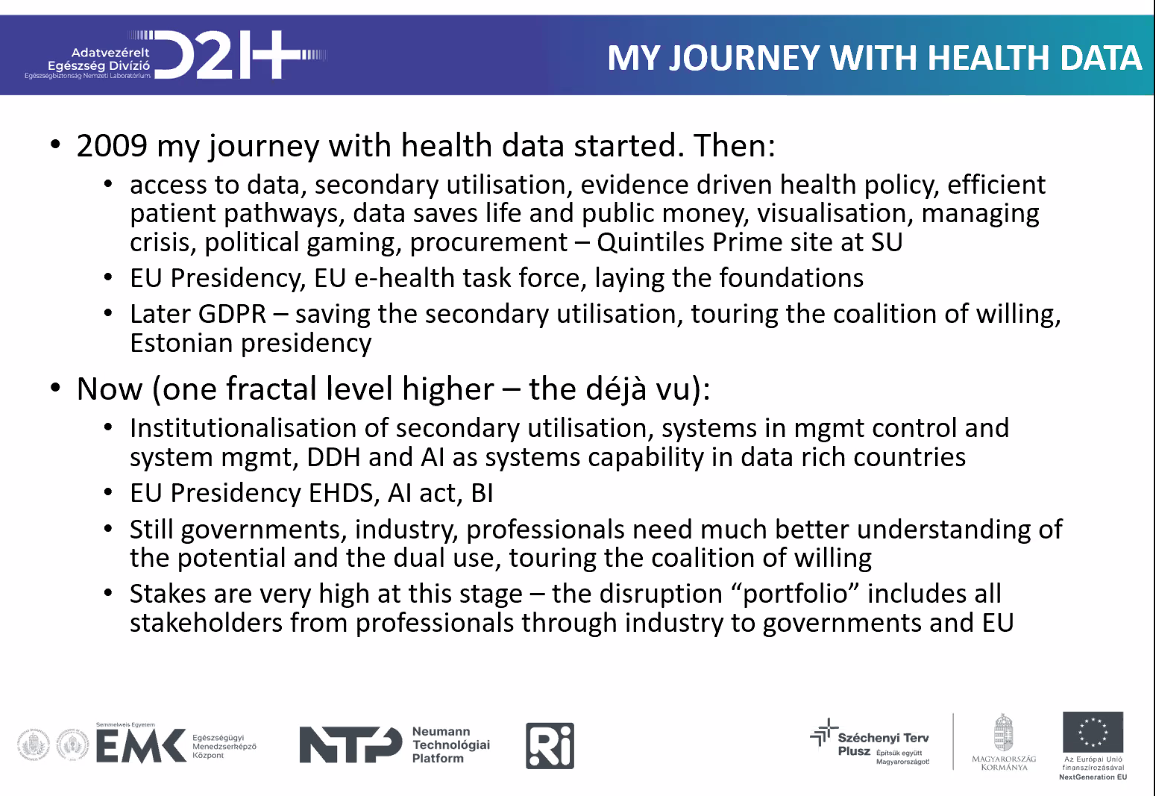 Adatvezérelt
Egészség Divízió
Egészségbiztonság Nemzeti Laboratórium
D2H
MY JOURNEY WITH HEALTH DATA
• 2009 my journey with health data started. Then:
• access to data, secondary utilisation, evidence driven health policy, efficient
patient pathways, data saves life and public money, visualisation, managing
crisis, political gaming, procurement – Quintiles Prime site at SU
• EU Presidency, EU e-health task force, laying the foundations
• Later GDPR – saving the secondary utilisation, touring the coalition of willing,
Estonian presidency
• Now (one fractal level higher – the déjà vu):
• Institutionalisation of secondary utilisation, systems in mgmt control and
system mgmt, DDH and AI as systems capability in data rich countries
• EU Presidency EHDS, AI act, BI
• Still governments, industry, professionals need much better understanding of
the potential and the dual use, touring the coalition of willing
• Stakes are very high at this stage – the disruption “portfolio” includes all
stakeholders from professionals through industry to governments and EU
Semmelweis Egyetem
EMK
Egészségügyi
Menedzserképző
Központ
NTP
Neumann
Technológiai
Platform
Ri
Széchenyi Terv
Plusz
Építsük együtt
Magyarországot!
MAGYARORSZÁG
KORMÁNYA
Az Európai Unió
finanszírozásával
NextGeneration EU